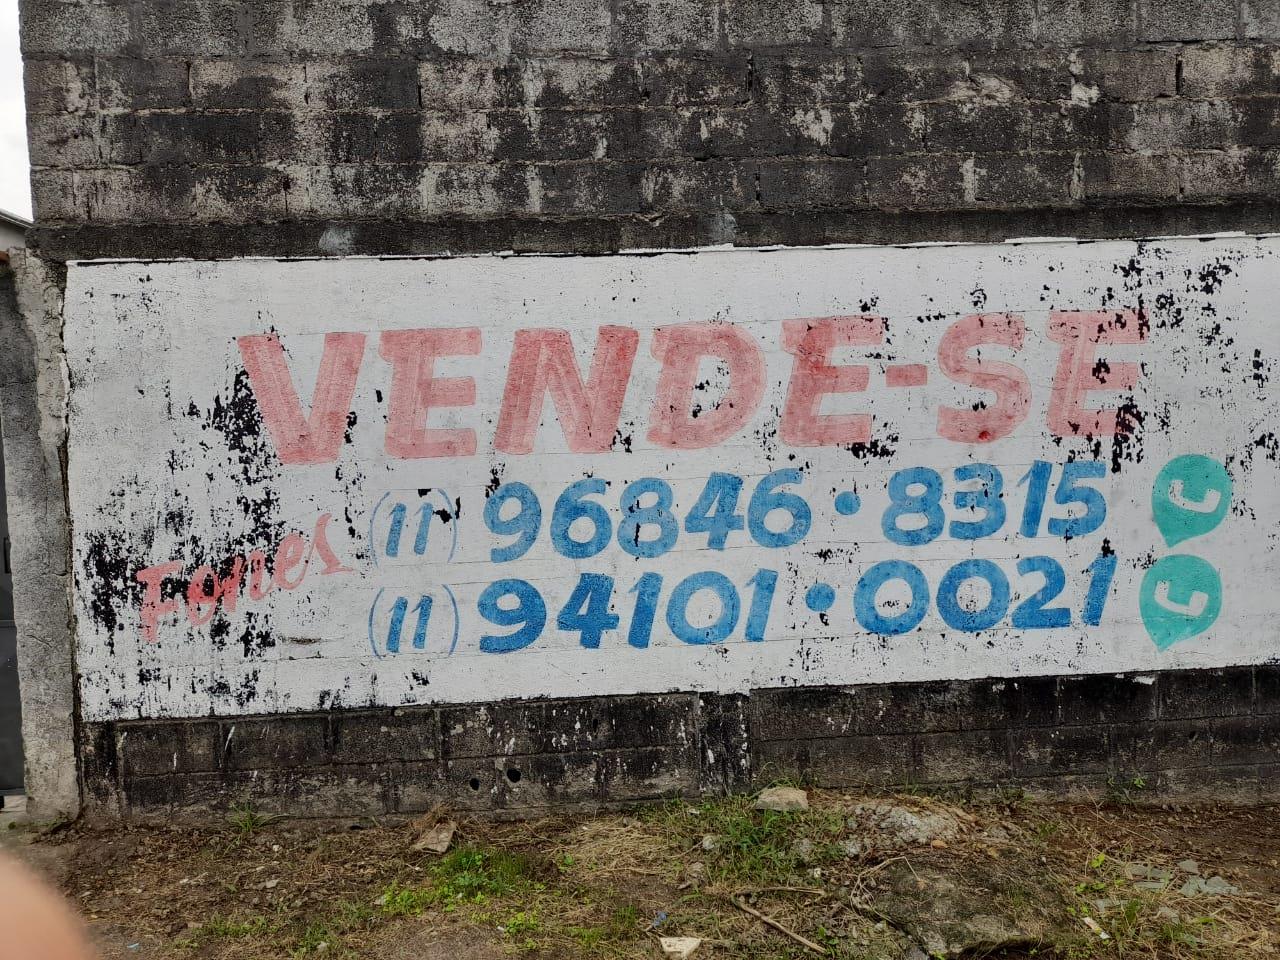 VENDE-SE
Fones (11) 96846•8315
(11) 94101•0021